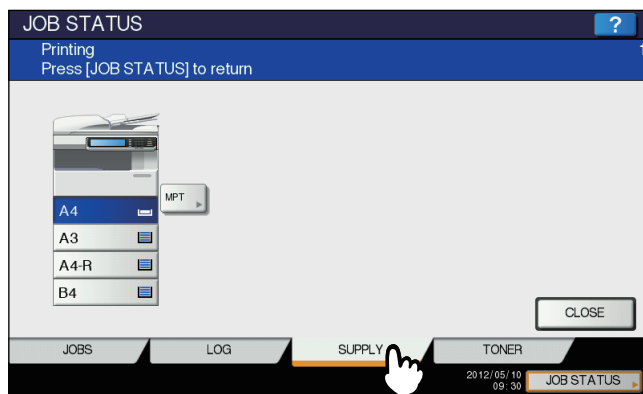 JOB STATUS
?
Printing
1
Press [JOB STATUS] to return
MPT
A4
A3
A4-R
B4
CLOSE
JOBS
LOG
SUPPLY
TONER
2012/05/10
09:30
JOB STATUS